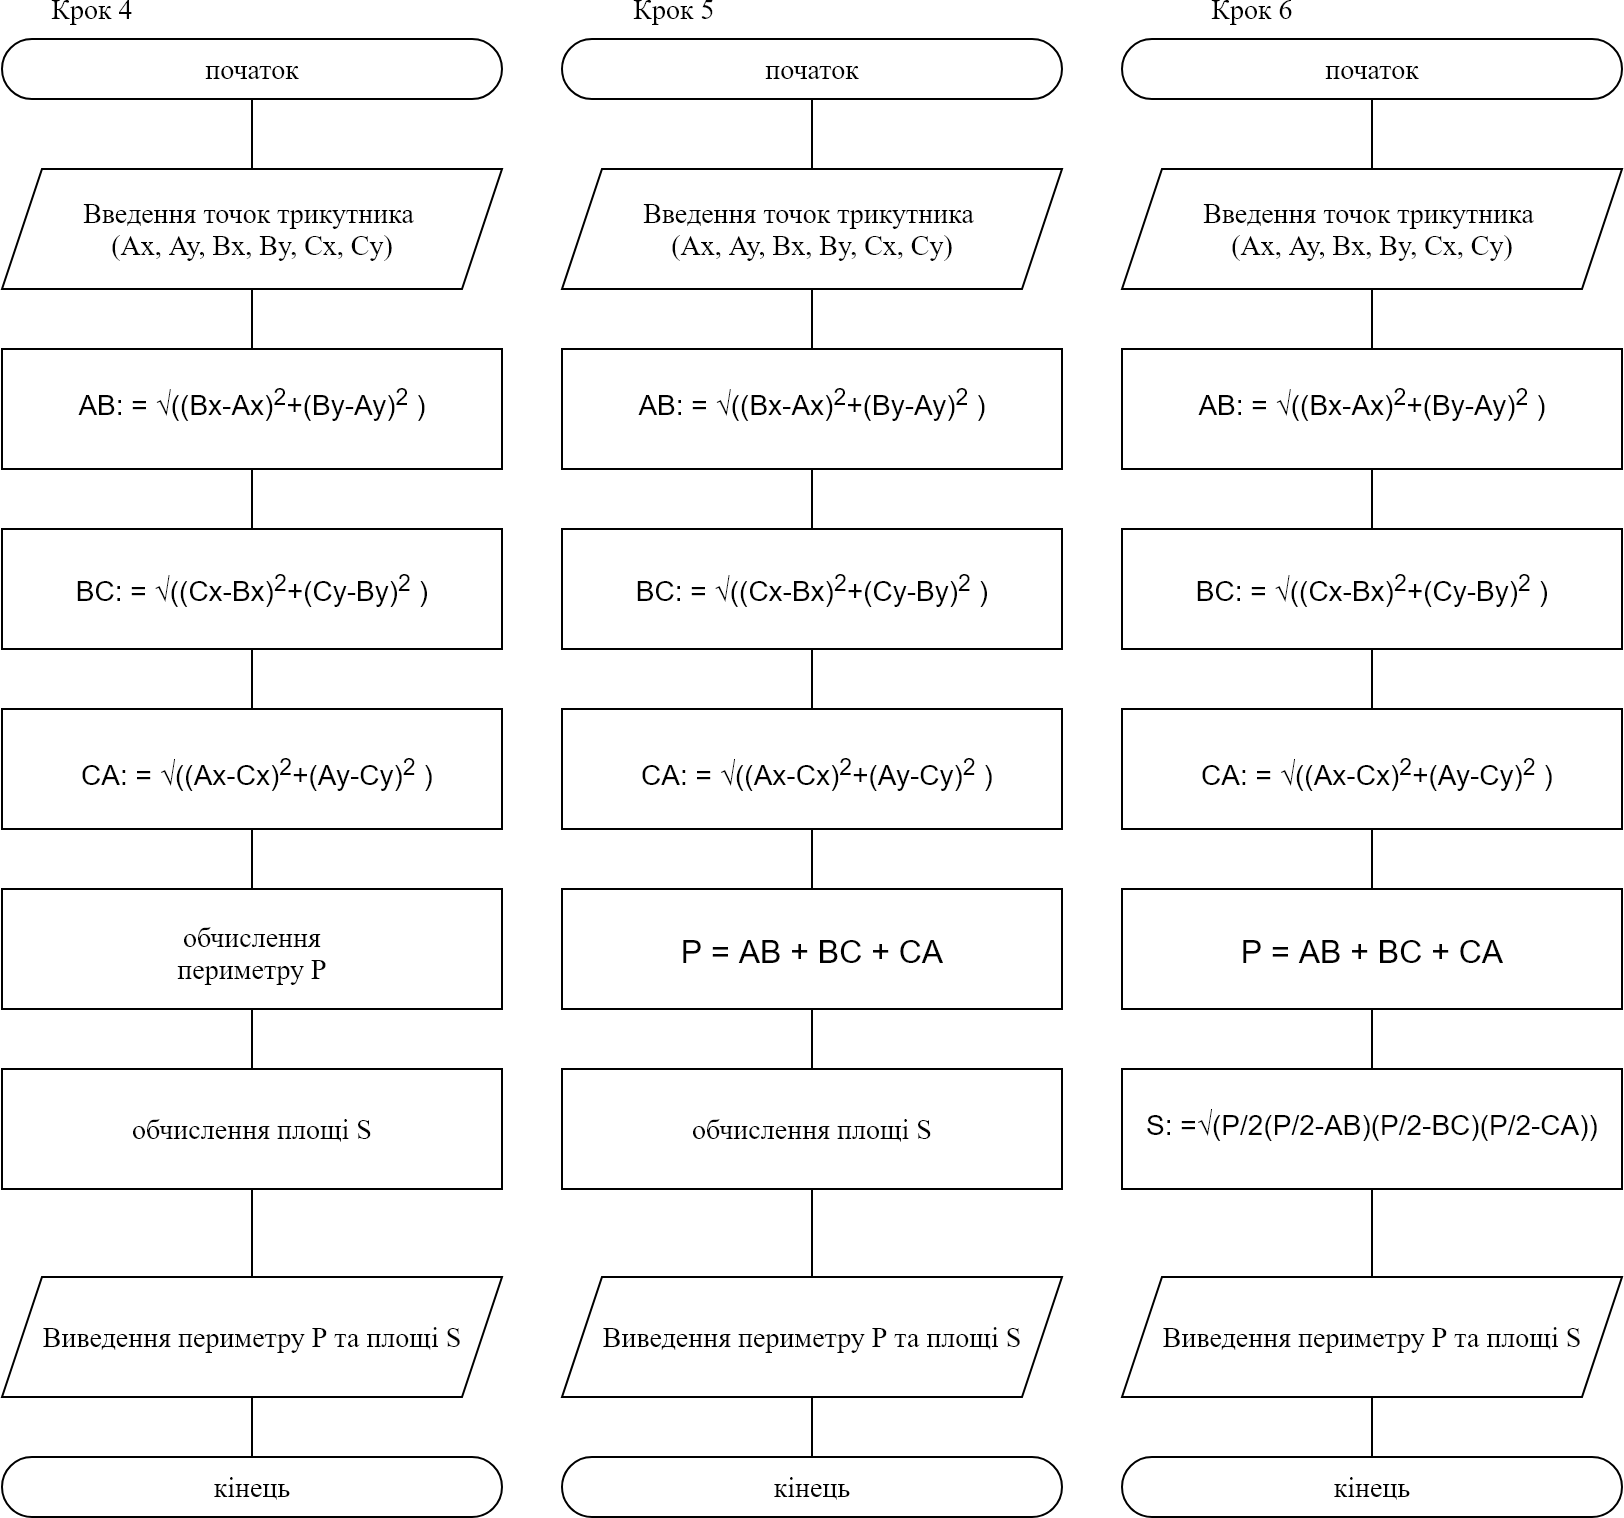 Крок 4
початок
Введення точок трикутника
(Ax, Ay, Bx, By, Cx, Cy)
AB: = √((Bx-Ax)²+(By-Ay)² )
BC: = √((Cx-Bx)²+(Cy-By)² )
CA: = √((Ax-Cx)²+(Ay-Cy)² )
обчислення
периметру P
обчислення площі S
Виведення периметру P та площі S
кінець
Крок 5
початок
Введення точок трикутника
(Ax, Ay, Bx, By, Cx, Cy)
AB: = √((Bx-Ax)²+(By-Ay)² )
BC: = √((Cx-Bx)²+(Cy-By)² )
CA: = √((Ax-Cx)²+(Ay-Cy)² )
P = AB + BC + CA
обчислення площі S
Виведення периметру P та площі S
кінець
Крок 6
початок
Введення точок трикутника
(Ax, Ay, Bx, By, Cx, Cy)
AB: = √((Bx-Ax)²+(By-Ay)² )
BC: = √((Cx-Bx)²+(Cy-By)² )
CA: = √((Ax-Cx)²+(Ay-Cy)² )
P = AB + BC + CA
S: =√(P/2(P/2-AB)(P/2-BC)(P/2-CA))
Виведення периметру P та площі S
кінець